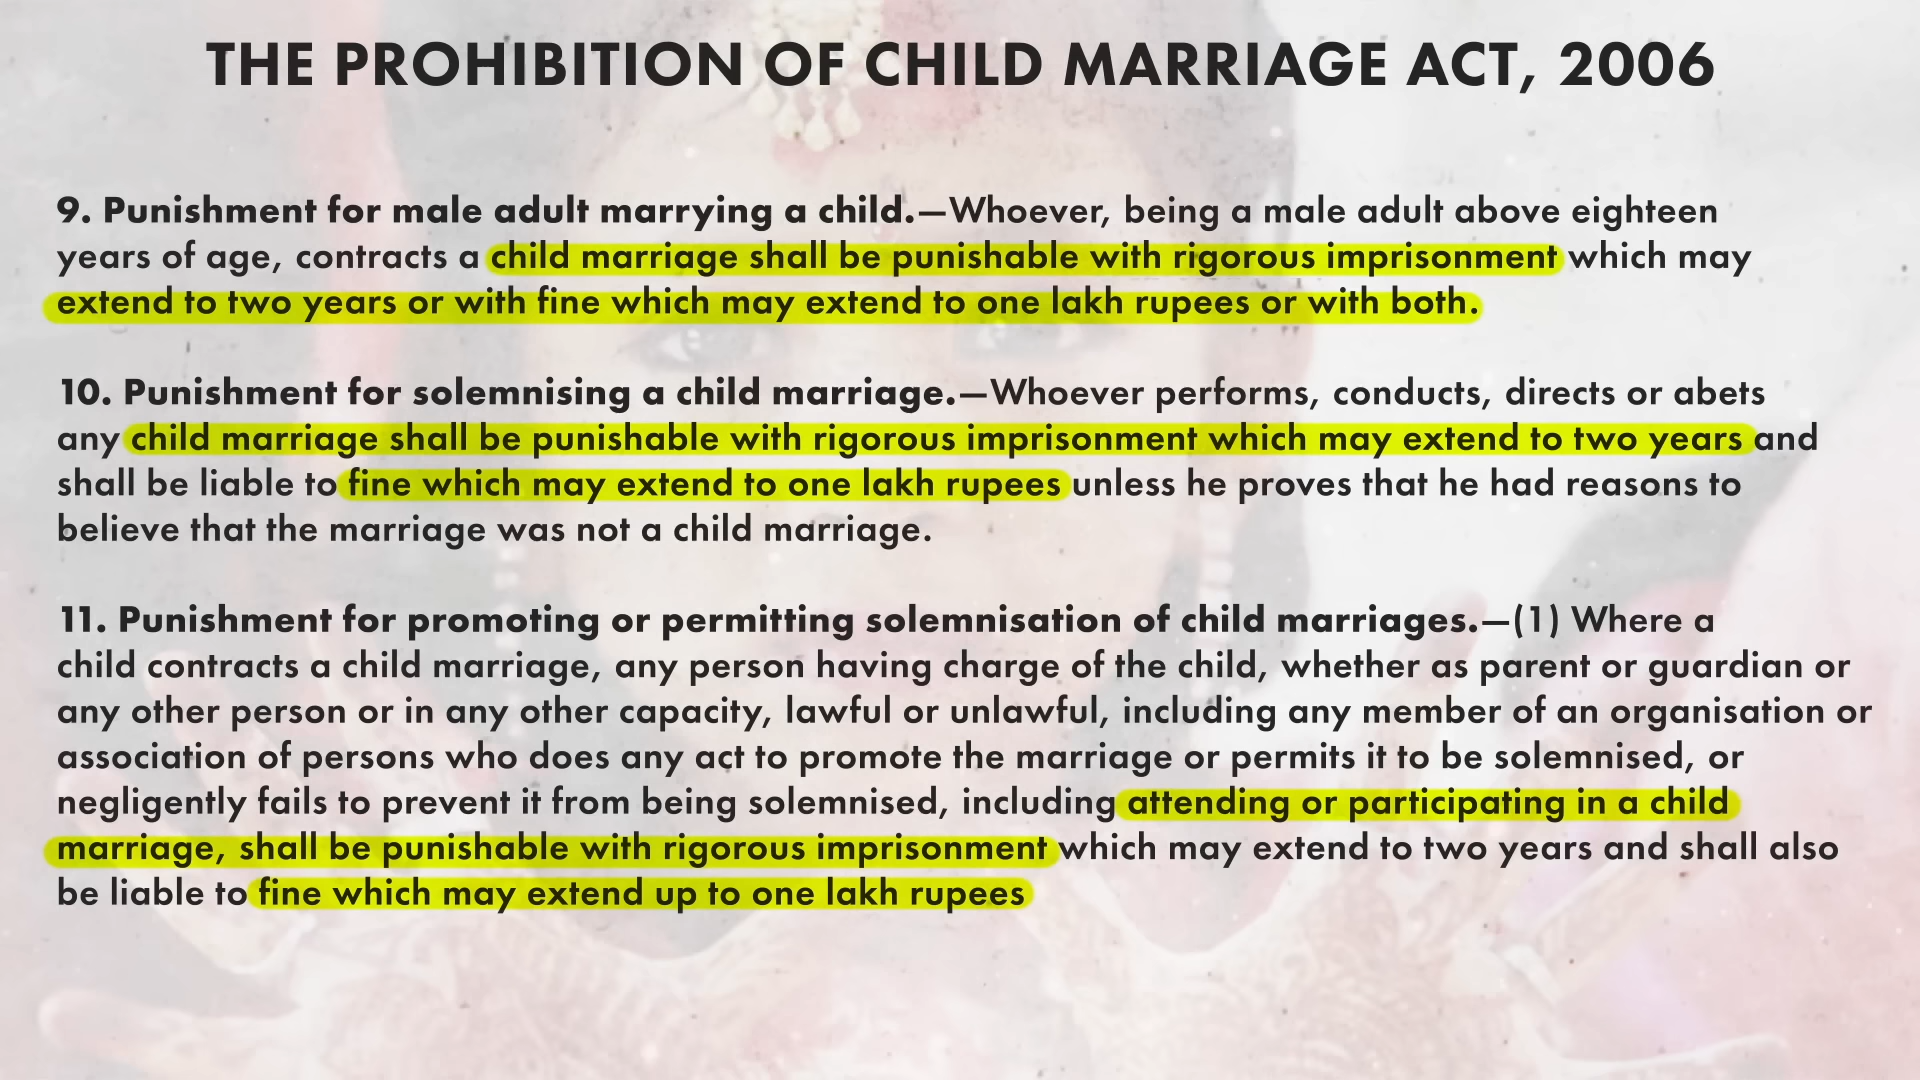 THE PROHIBITION OF CHILD MARRIAGE ACT, 2006
9. Punishment for male adult marrying a child.—Whoever, being a male adult above eighteen
years of age, contracts a child marriage shall be punishable with rigorous imprisonment which may
extend to two years or with fine which may extend to one lakh rupees or with both.
10. Punishment for solemnising a child marriage.—Whoever performs, conducts, directs or abets
any child marriage shall be punishable with rigorous imprisonment which may extend to two years and
shall be liable to fine which may extend to one lakh rupees unless he proves that he had reasons to
believe that the marriage was not a child marriage.
11. Punishment for promoting or permitting solemnisation of child marriages.—(1) Where a
child contracts a child marriage, any person having charge of the child, whether as parent or guardian or
any other person or in any other capacity, lawful or unlawful, including any member of an organisation or
association of persons who does any act to promote the marriage or permits it to be solemnised, or
negligently fails to prevent it from being solemnised, including attending or participating in a child
marriage, shall be punishable with rigorous imprisonment which may extend to two years and shall also
be liable to fine which may extend up to one lakh rupees